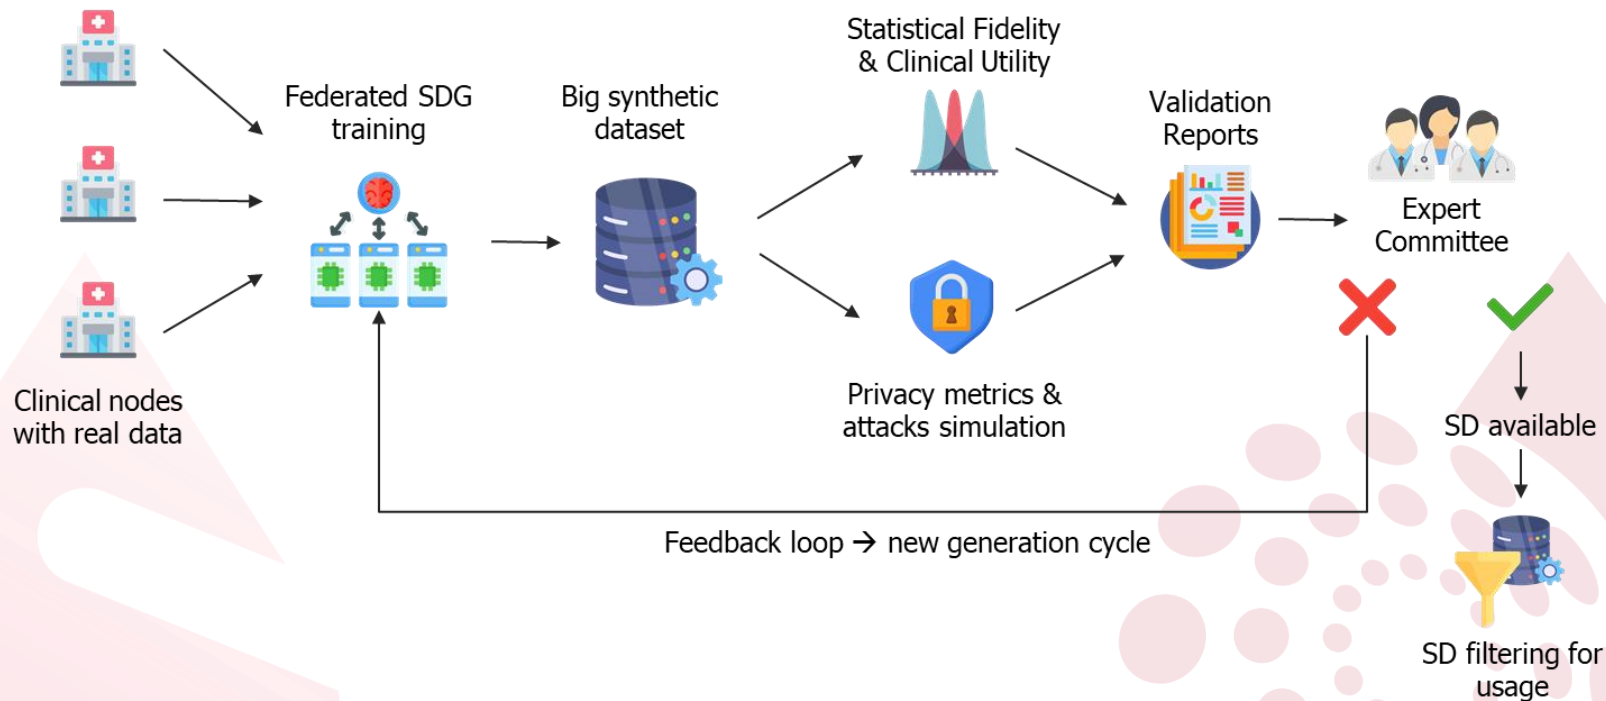 Clinical nodes
with real data
Federated SDG
training
Big synthetic
dataset
Statistical Fidelity
& Clinical Utility
Privacy metrics &
attacks simulation
Validation
Reports
Expert
Committee
SD available
SD filtering for
usage
Feedback loop → new generation cycle